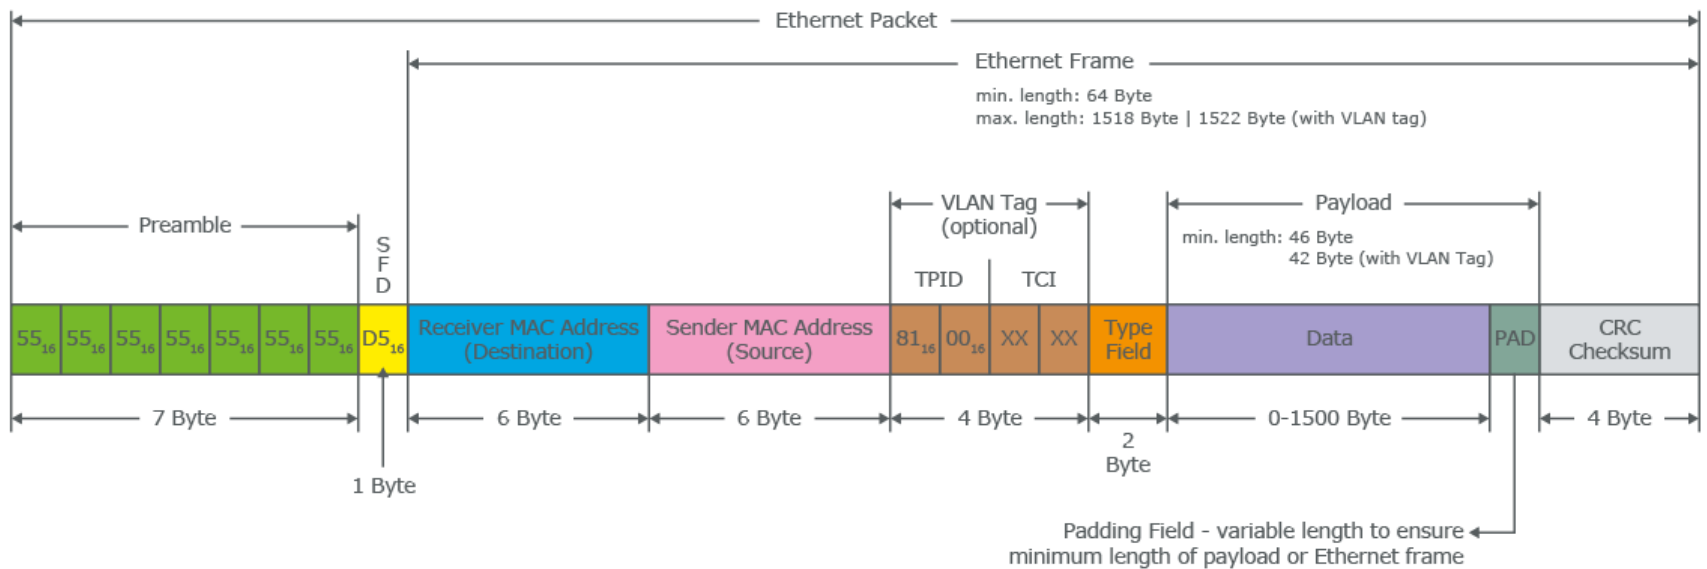 Ethernet Packet
Ethernet Frame
min. length: 64 Byte
max. length: 1518 Byte | 1522 Byte (with VLAN tag)
Preamble
S
F
D
VLAN Tag
(optional)
TPID
TCI
Payload
min. length: 46 Byte
42 Byte (with VLAN Tag)
55₁₆ 55₁₆ 55₁₆ 55₁₆ 55₁₆ 55₁₆ 55₁₆
D5₁₆
Receiver MAC Address
(Destination)
Sender MAC Address
(Source)
81₁₆ 00₁₆ XX XX
Type
Field
Data
PAD
CRC
Checksum
7 Byte
1 Byte
6 Byte
6 Byte
4 Byte
2
Byte
0-1500 Byte
4 Byte
Padding Field - variable length to ensure
minimum length of payload or Ethernet frame